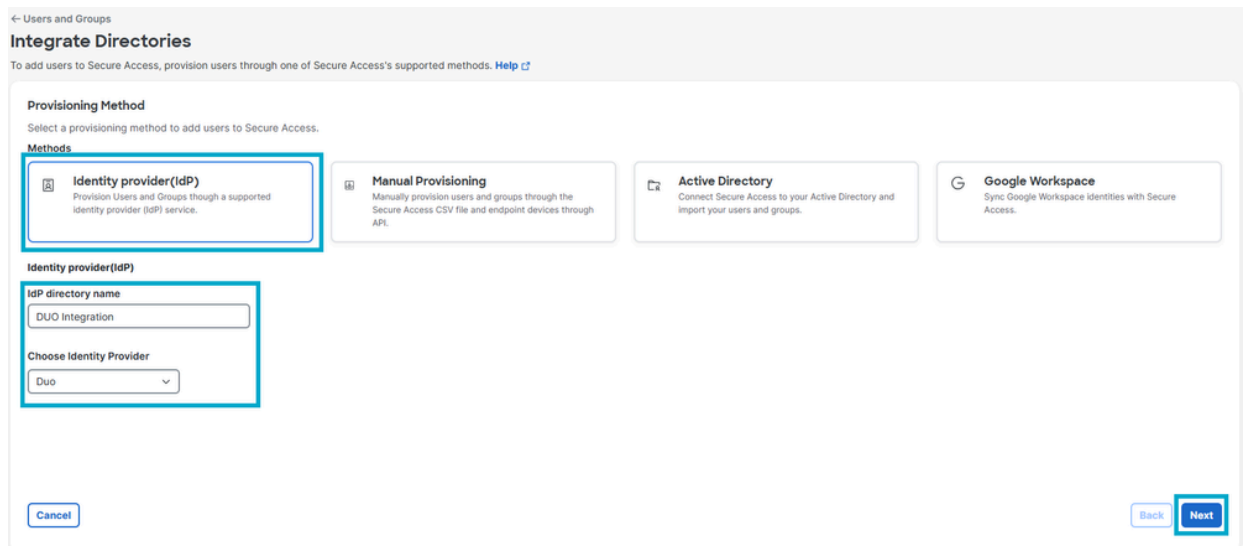 ← Users and Groups
Integrate Directories
To add users to Secure Access, provision users through one of Secure Access's supported methods. Help
Provisioning Method
Select a provisioning method to add users to Secure Access.
Methods
Identity provider(IdP)
Provision Users and Groups though a supported
identity provider (IdP) service.
Manual Provisioning
Manually provision users and groups through the
Secure Access CSV file and endpoint devices through
API.
Active Directory
Connect Secure Access to your Active Directory and
import your users and groups.
Google Workspace
Sync Google Workspace identities with Secure
Access.
Identity provider(IdP)
IdP directory name
DUO Integration
Choose Identity Provider
Duo
Cancel
Back
Next